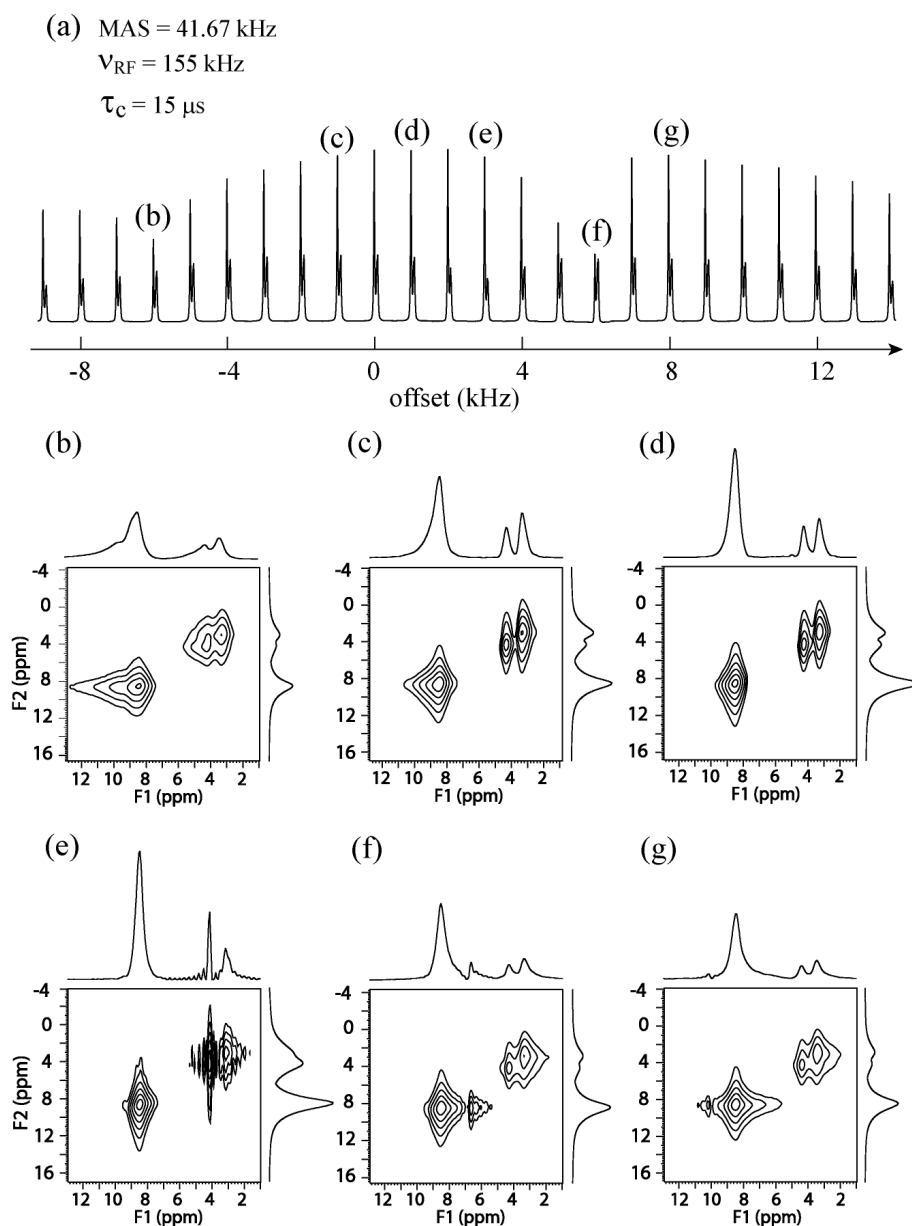 (a) MAS = 41.67 kHz
νRF = 155 kHz
τc = 15 μs
(b) (c) (d) (e) (f) (g)
-8 -4 0 4 8 12
offset (kHz)
(b) (c) (d)
-4
0
4
8
12
16
F2 (ppm)
12 10 8 6 4 2
F1 (ppm)
-4
0
4
8
12
16
12 10 8 6 4 2
F1 (ppm)
-4
0
4
8
12
16
12 10 8 6 4 2
F1 (ppm)
(e) (f) (g)
-4
0
4
8
12
16
F2 (ppm)
12 10 8 6 4 2
F1 (ppm)
-4
0
4
8
12
16
12 10 8 6 4 2
F1 (ppm)
-4
0
4
8
12
16
12 10 8 6 4 2
F1 (ppm)